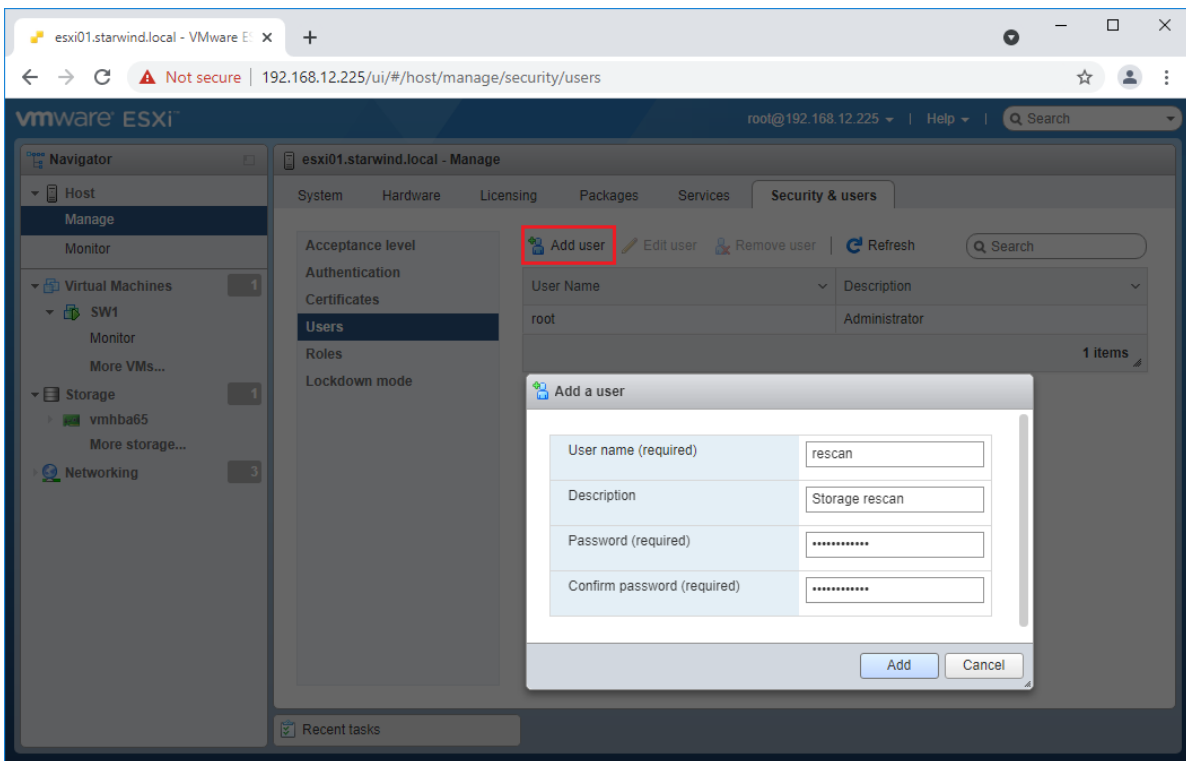 esxi01.starwind.local - VMware E
Not secure | 192.168.12.225/ui/#/host/manage/security/users
vmware ESXi™
root@192.168.12.225 | Help | Search
Navigator
esxi01.starwind.local - Manage
Host
System Hardware Licensing Packages Services Security & users
Manage
Monitor
Acceptance level
Add user Edit user Remove user | Refresh Search
Authentication
Virtual Machines 1
User Name Description
Certificates
SW1
root Administrator
Users
Monitor
Roles
1 items
More VMs...
Lockdown mode
Storage 1
Add a user
vmhba65
More storage...
User name (required) rescan
Networking 3
Description Storage rescan
Password (required) ••••••••••••
Confirm password (required) ••••••••••••
Add Cancel
Recent tasks